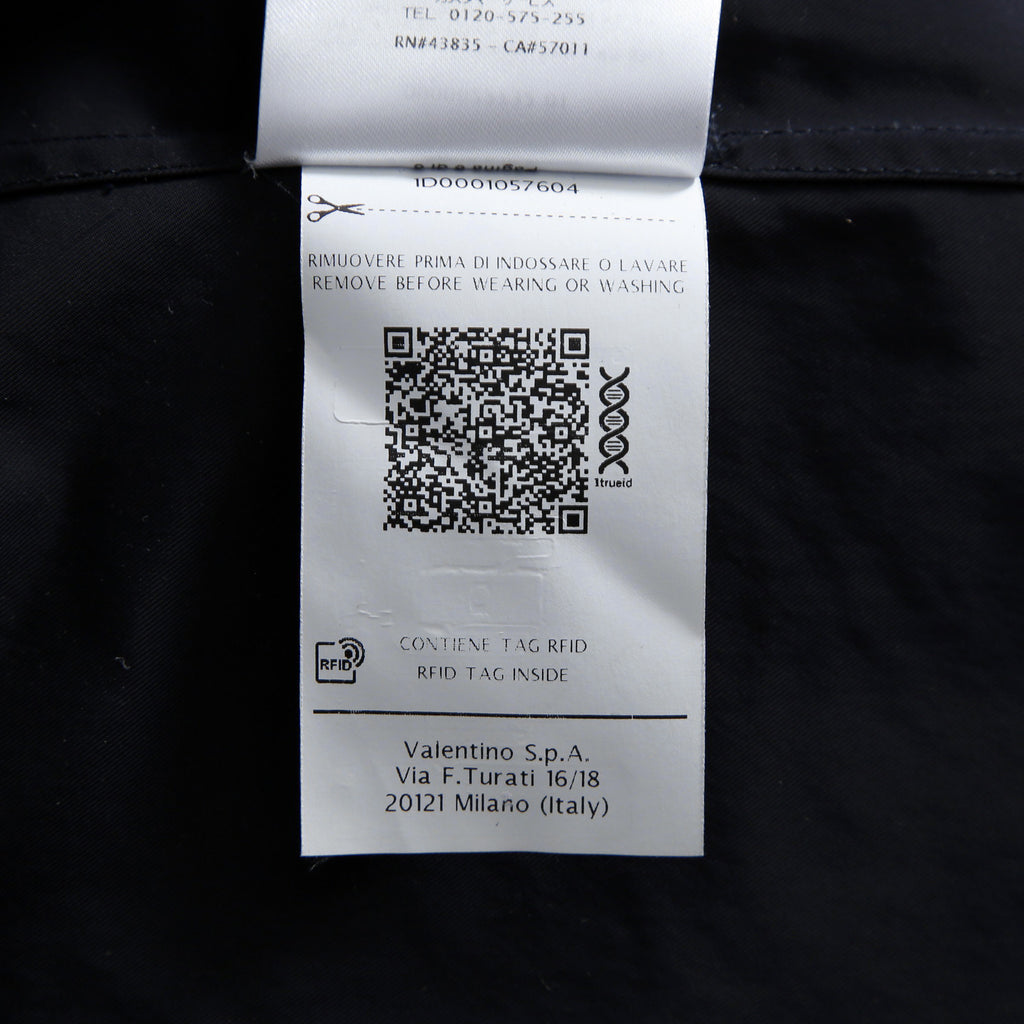 TEL 0120-575-255
RN#43835 - CA#57011
1D0001057604
RIMUOVERE PRIMA DI INDOSSARE O LAVARE
REMOVE BEFORE WEARING OR WASHING
1trueid
RFID
CONTIENE TAG RFID
RFID TAG INSIDE
Valentino S.p.A.
Via F.Turati 16/18
20121 Milano (Italy)